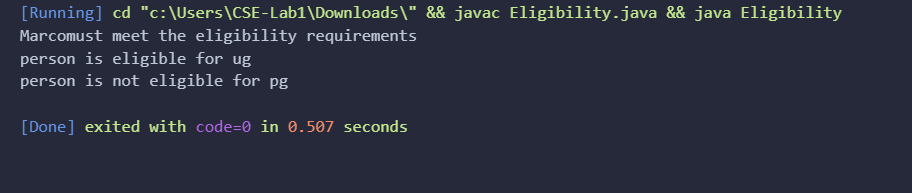 [Running] cd "c:\Users\CSE-Lab1\Downloads\" && javac Eligibility.java && java Eligibility
Marcomust meet the eligibility requirements
person is eligible for ug
person is not eligible for pg
[Done] exited with code=0 in 0.507 seconds